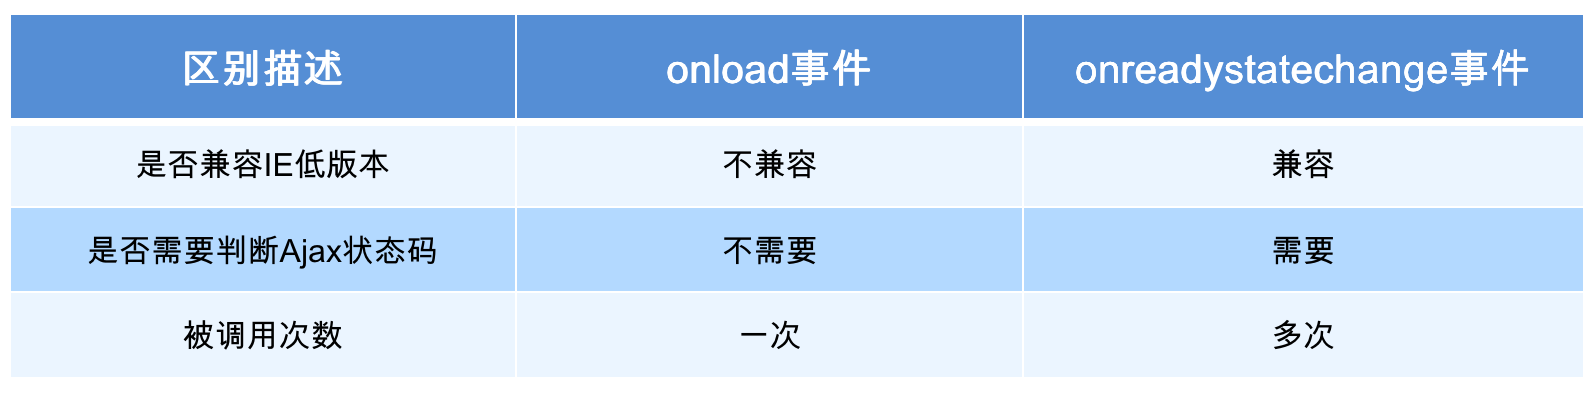 区别描述 onload事件 onreadystatechange事件
是否兼容IE低版本 不兼容 兼容
是否需要判断Ajax状态码 不需要 需要
被调用次数 一次 多次